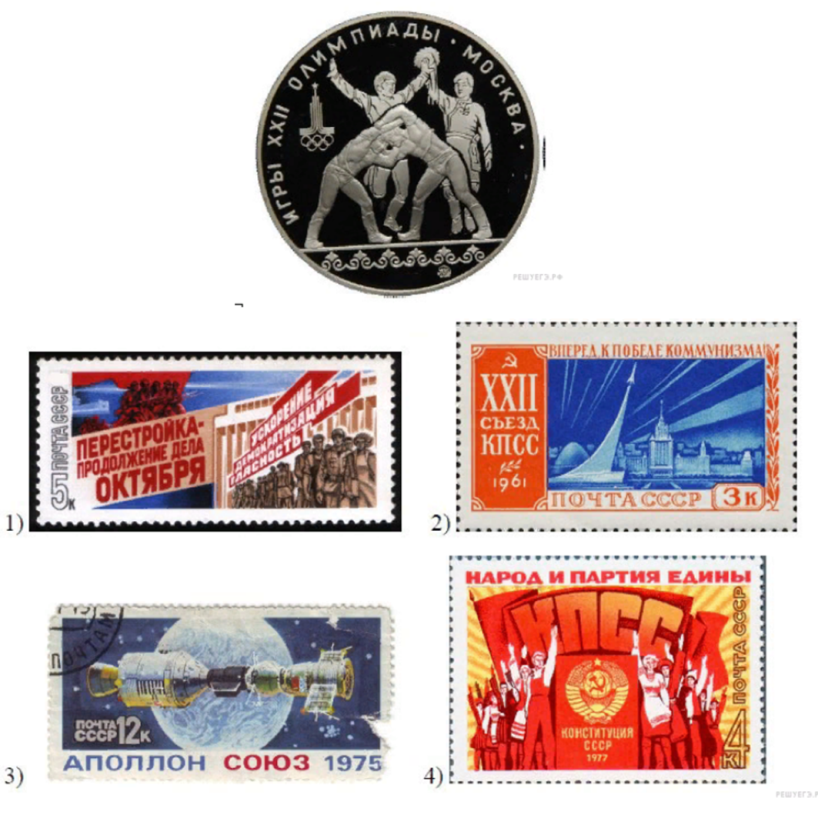 ИГРЫ XXII ОЛИМПИАДЫ · МОСКВА ·
РЕШУЕГЭ.РФ
1)
5к
ПОЧТА СССР
ПЕРЕСТРОЙКА-
ПРОДОЛЖЕНИЕ ДЕЛА
ОКТЯБРЯ
УСКОРЕНИЕ
ДЕМОКРАТИЗАЦИЯ
ГЛАСНОСТЬ
2)
ВПЕРЕД, К ПОБЕДЕ КОММУНИЗМА!
XXII
СЪЕЗД
КПСС
1961
ПОЧТА СССР
3к
3)
ПОЧТАМ
ПОЧТА
СССР 12к
АПОЛЛОН СОЮЗ 1975
4)
НАРОД И ПАРТИЯ ЕДИНЫ
КПСС
КОНСТИТУЦИЯ
СССР
1977
ПОЧТА СССР
4к
РЕШУЕГЭ.Р